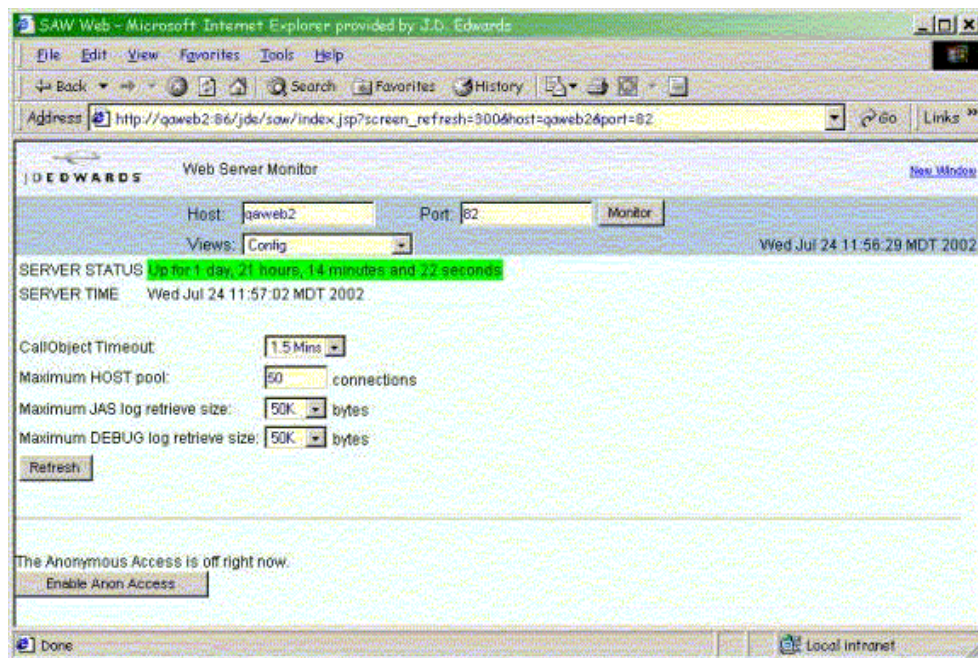 SAW Web - Microsoft Internet Explorer provided by J.D. Edwards
File Edit View Favorites Tools Help
Back Search Favorites History
Address http://qaweb2:86/jde/saw/index.jsp?screen_refresh=300&host=qaweb2&port=82 Go Links »
JDEDWARDS Web Server Monitor New Window
Host: qaweb2 Port: 82 Monitor
Views: Config Wed Jul 24 11:56:29 MDT 2002
SERVER STATUS Up for 1 day, 21 hours, 14 minutes and 22 seconds
SERVER TIME Wed Jul 24 11:57:02 MDT 2002
CallObject Timeout: 1.5 Mins
Maximum HOST pool: 50 connections
Maximum JAS log retrieve size: 50K bytes
Maximum DEBUG log retrieve size: 50K bytes
Refresh
The Anonymous Access is off right now.
Enable Anon Access
Done Local intranet